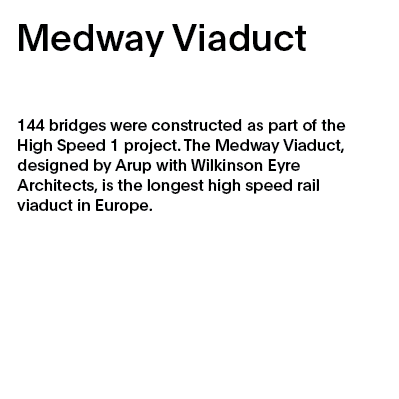 Medway Viaduct
144 bridges were constructed as part of the
High Speed 1 project. The Medway Viaduct,
designed by Arup with Wilkinson Eyre
Architects, is the longest high speed rail
viaduct in Europe.